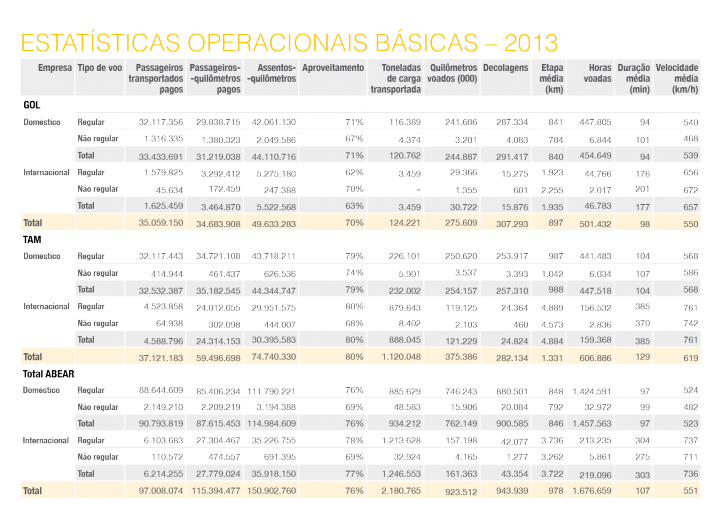 ESTATÍSTICAS OPERACIONAIS BÁSICAS – 2013
Empresa Tipo de voo Passageiros Passageiros- Assentos- Aproveitamento Toneladas Quilômetros Decolagens Etapa Horas Duração Velocidade
transportados -quilômetros -quilômetros de carga voados (000) média voadas média média
pagos pagos transportada (km) (min) (km/h)
GOL
Doméstico Regular 32.117.356 29.838.715 42.061.130 71% 116.389 241.686 287.334 841 447.805 94 540
Não regular 1.316.335 1.380.323 2.049.586 67% 4.374 3.201 4.083 784 6.844 101 468
Total 33.433.691 31.219.038 44.110.716 71% 120.762 244.887 291.417 840 454.649 94 539
Internacional Regular 1.579.825 3.292.412 5.275.180 62% 3.459 29.366 15.275 1.923 44.766 176 656
Não regular 45.634 172.459 247.388 70% – 1.355 601 2.255 2.017 201 672
Total 1.625.459 3.464.870 5.522.568 63% 3.459 30.722 15.876 1.935 46.783 177 657
Total 35.059.150 34.683.908 49.633.283 70% 124.221 275.609 307.293 897 501.432 98 550
TAM
Doméstico Regular 32.117.443 34.721.108 43.718.211 79% 226.101 250.620 253.917 987 441.483 104 568
Não regular 414.944 461.437 626.536 74% 5.901 3.537 3.393 1.042 6.034 107 586
Total 32.532.387 35.182.545 44.344.747 79% 232.002 254.157 257.310 988 447.518 104 568
Internacional Regular 4.523.858 24.012.055 29.951.575 80% 879.643 119.125 24.364 4.889 156.532 385 761
Não regular 64.938 302.098 444.007 68% 8.402 2.103 460 4.573 2.836 370 742
Total 4.588.796 24.314.153 30.395.583 80% 888.045 121.229 24.824 4.884 159.368 385 761
Total 37.121.183 59.496.698 74.740.330 80% 1.120.048 375.386 282.134 1.331 606.886 129 619
Total ABEAR
Doméstico Regular 88.644.609 85.406.234 111.790.221 76% 885.629 746.243 880.501 848 1.424.591 97 524
Não regular 2.149.210 2.209.219 3.194.388 69% 48.583 15.906 20.084 792 32.972 99 482
Total 90.793.819 87.615.453 114.984.609 76% 934.212 762.149 900.585 846 1.457.563 97 523
Internacional Regular 6.103.683 27.304.467 35.226.755 78% 1.213.628 157.198 42.077 3.736 213.235 304 737
Não regular 110.572 474.557 691.395 69% 32.924 4.165 1.277 3.262 5.861 275 711
Total 6.214.255 27.779.024 35.918.150 77% 1.246.553 161.363 43.354 3.722 219.096 303 736
Total 97.008.074 115.394.477 150.902.760 76% 2.180.765 923.512 943.939 978 1.676.659 107 551